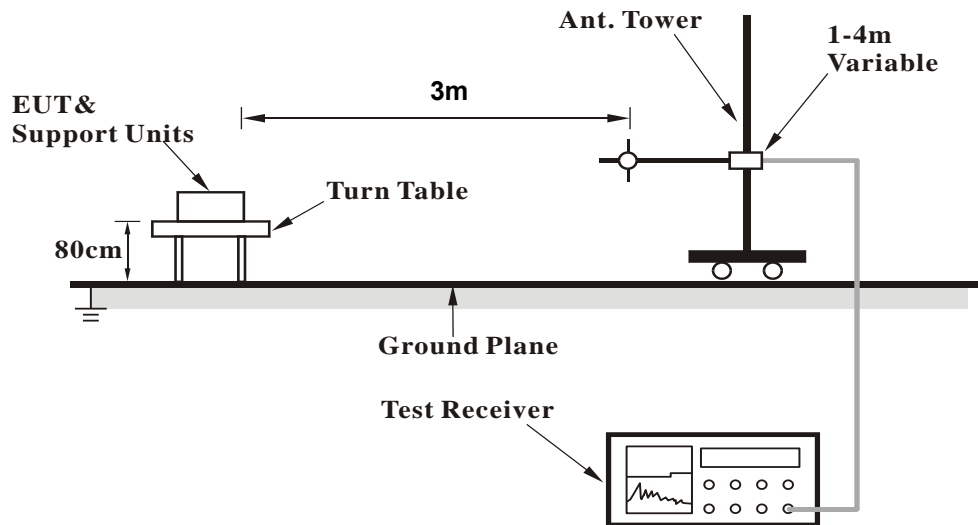 Ant. Tower
1-4m
Variable
3m
EUT&
Support Units
Turn Table
80cm
Ground Plane
Test Receiver